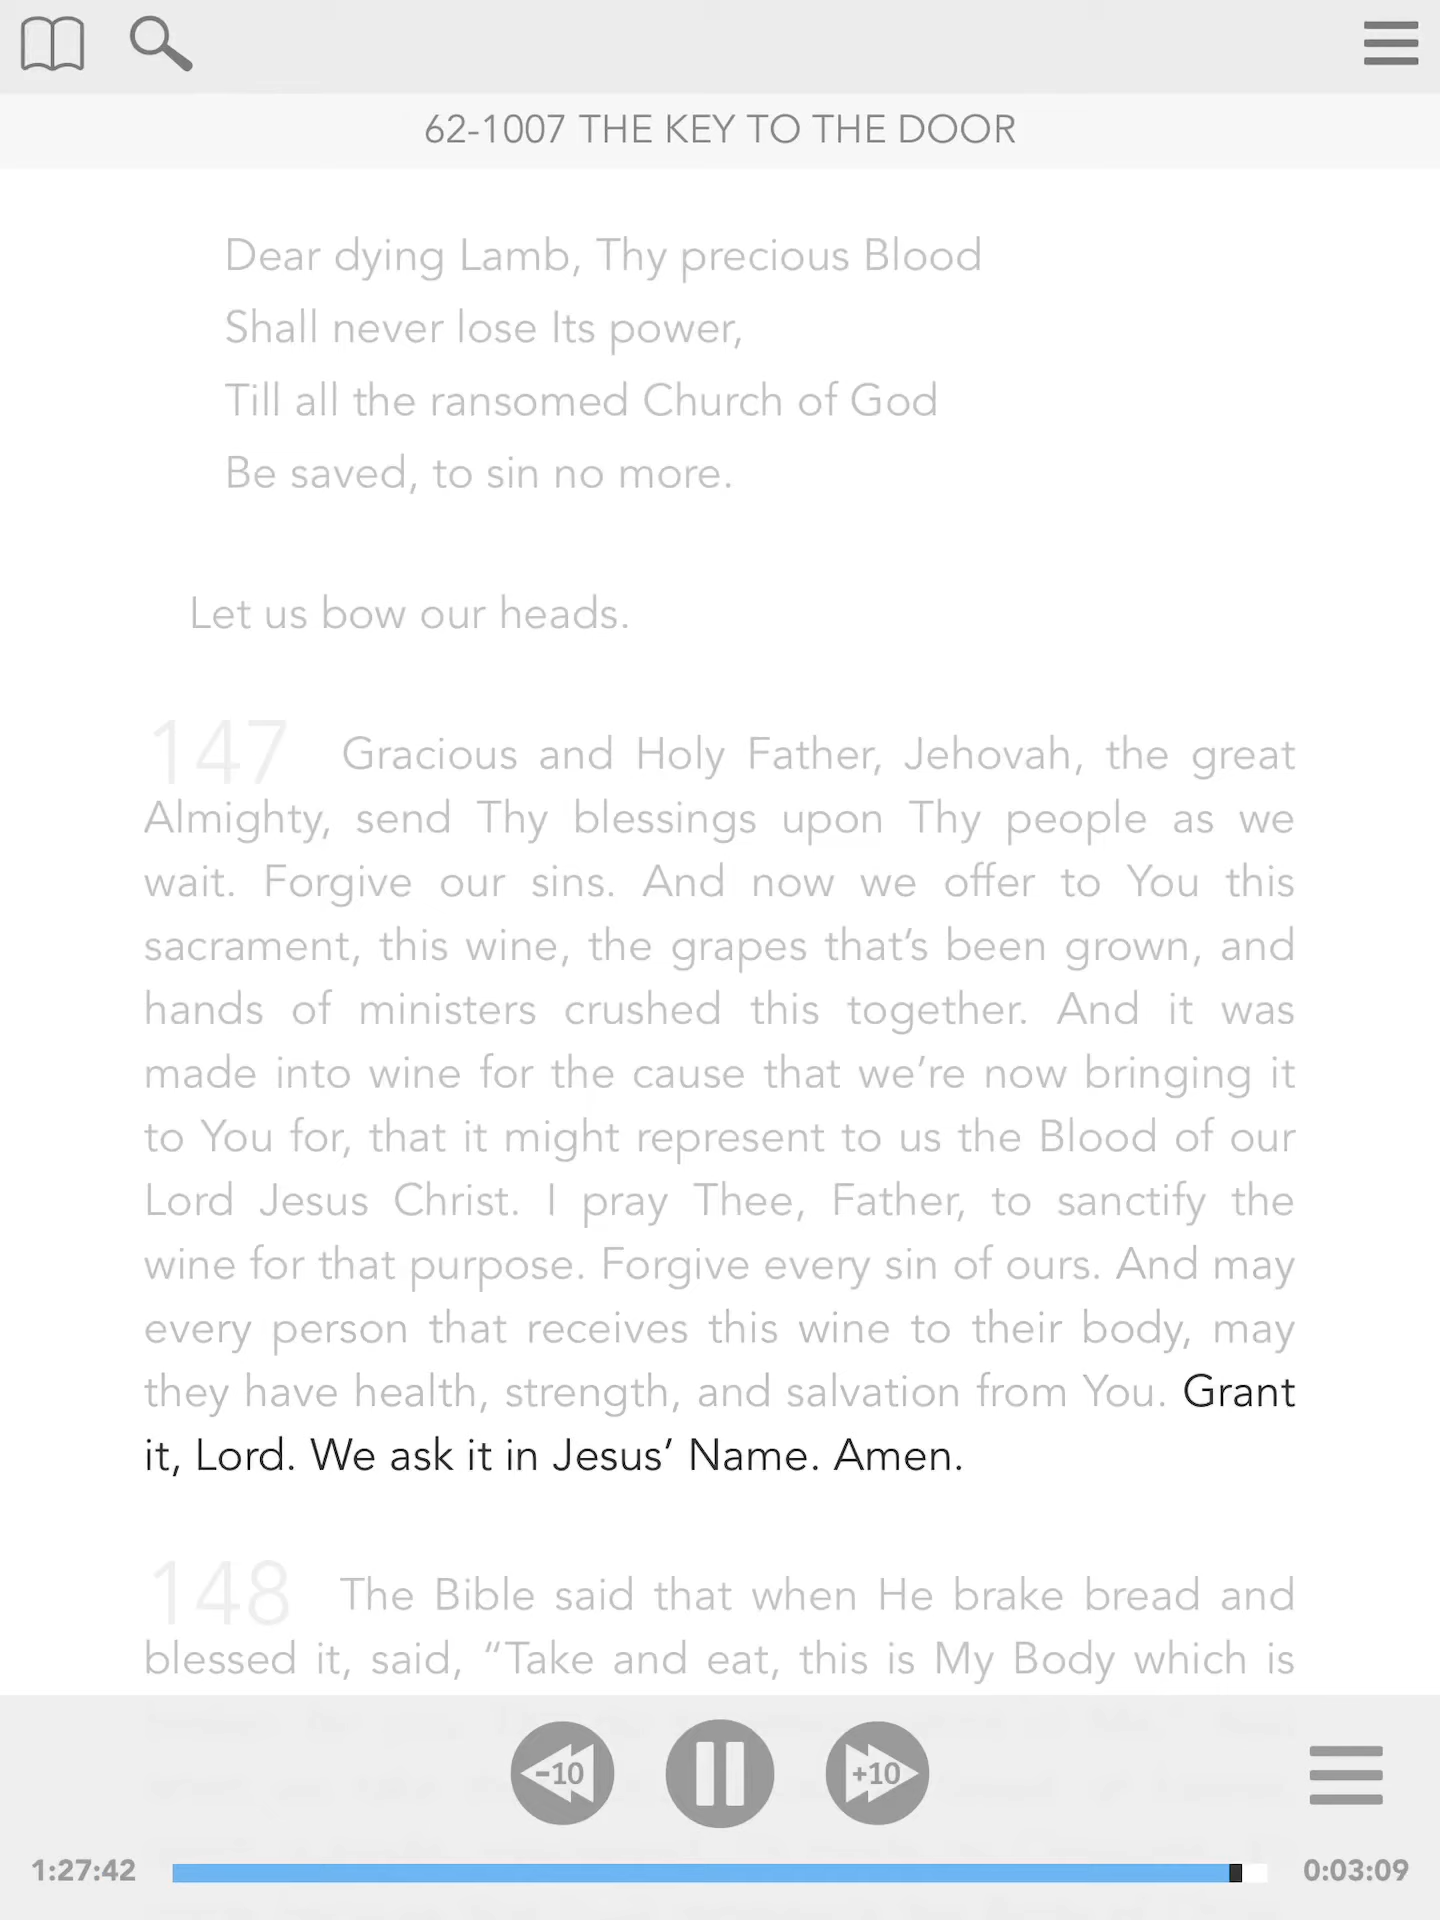 62-1007 THE KEY TO THE DOOR
Dear dying Lamb, Thy precious Blood
Shall never lose Its power,
Till all the ransomed Church of God
Be saved, to sin no more.
Let us bow our heads.
147 Gracious and Holy Father, Jehovah, the great
Almighty, send Thy blessings upon Thy people as we
wait. Forgive our sins. And now we offer to You this
sacrament, this wine, the grapes that’s been grown, and
hands of ministers crushed this together. And it was
made into wine for the cause that we’re now bringing it
to You for, that it might represent to us the Blood of our
Lord Jesus Christ. I pray Thee, Father, to sanctify the
wine for that purpose. Forgive every sin of ours. And may
every person that receives this wine to their body, may
they have health, strength, and salvation from You. Grant
it, Lord. We ask it in Jesus’ Name. Amen.
148 The Bible said that when He brake bread and
blessed it, said, “Take and eat, this is My Body which is
-10 +10
1:27:42 0:03:09